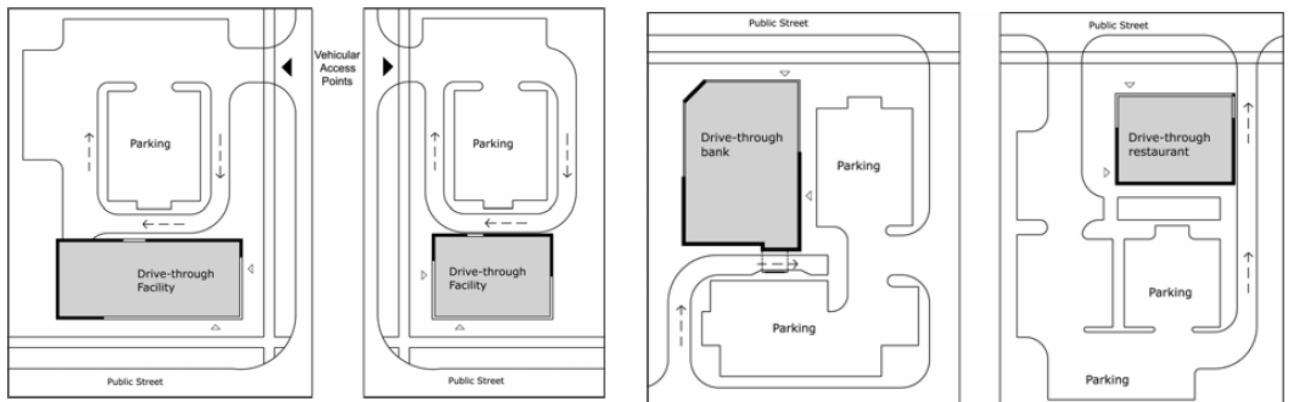 Vehicular
Access
Points
Parking
Drive-through
Facility
Public Street
Parking
Drive-through
Facility
Public Street
Public Street
Drive-through
bank
Parking
Parking
Public Street
Drive-through
restaurant
Parking
Parking